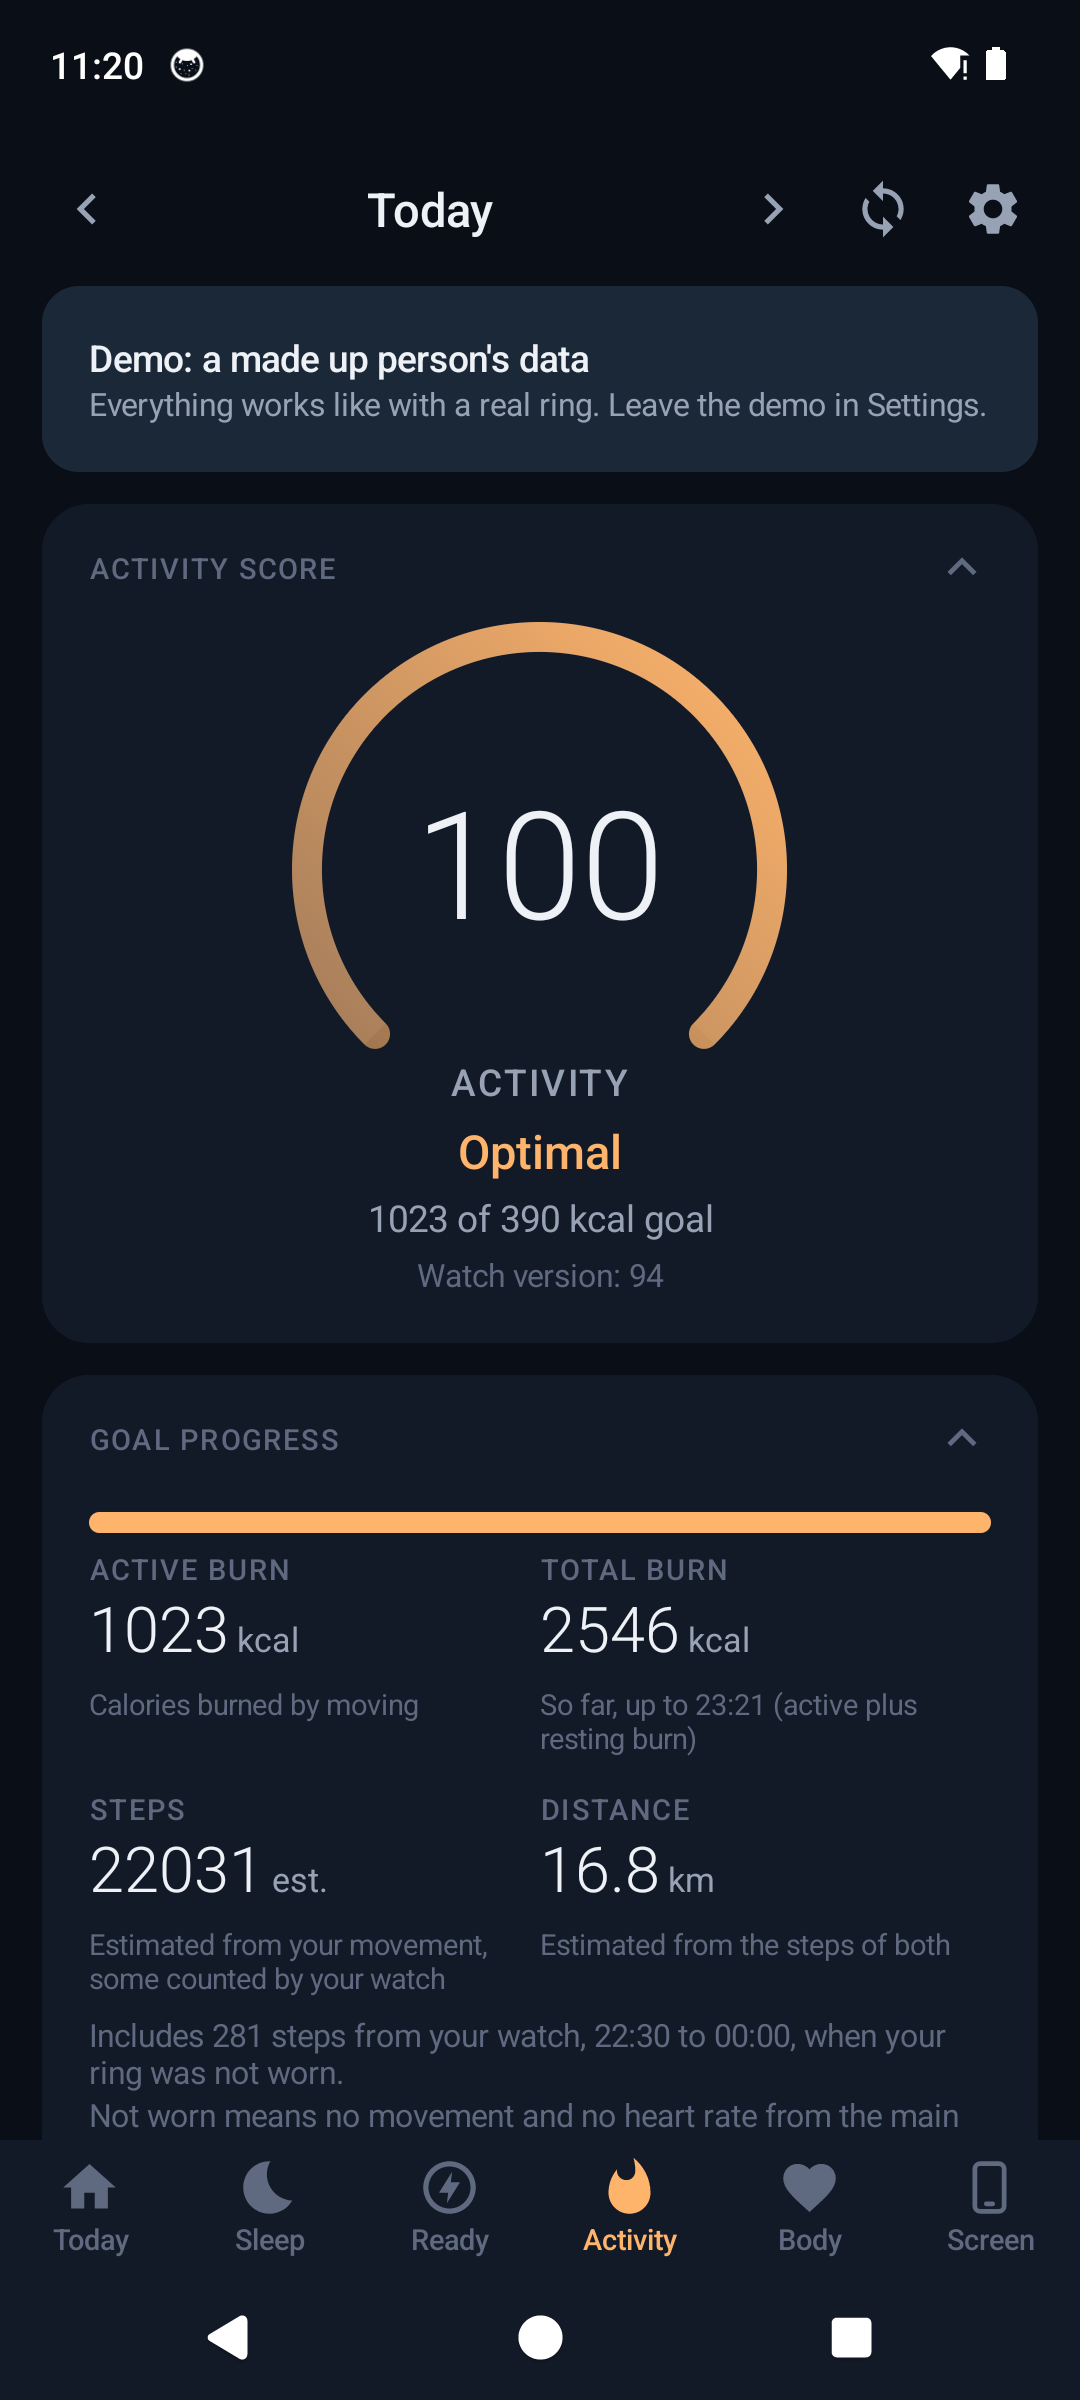 11:20
Today
Demo: a made up person's data
Everything works like with a real ring. Leave the demo in Settings.
ACTIVITY SCORE
100
ACTIVITY
Optimal
1023 of 390 kcal goal
Watch version: 94
GOAL PROGRESS
ACTIVE BURN
1023 kcal
Calories burned by moving
TOTAL BURN
2546 kcal
So far, up to 23:21 (active plus
resting burn)
STEPS
22031 est.
Estimated from your movement,
some counted by your watch
DISTANCE
16.8 km
Estimated from the steps of both
Includes 281 steps from your watch, 22:30 to 00:00, when your
ring was not worn.
Not worn means no movement and no heart rate from the main
Today
Sleep
Ready
Activity
Body
Screen